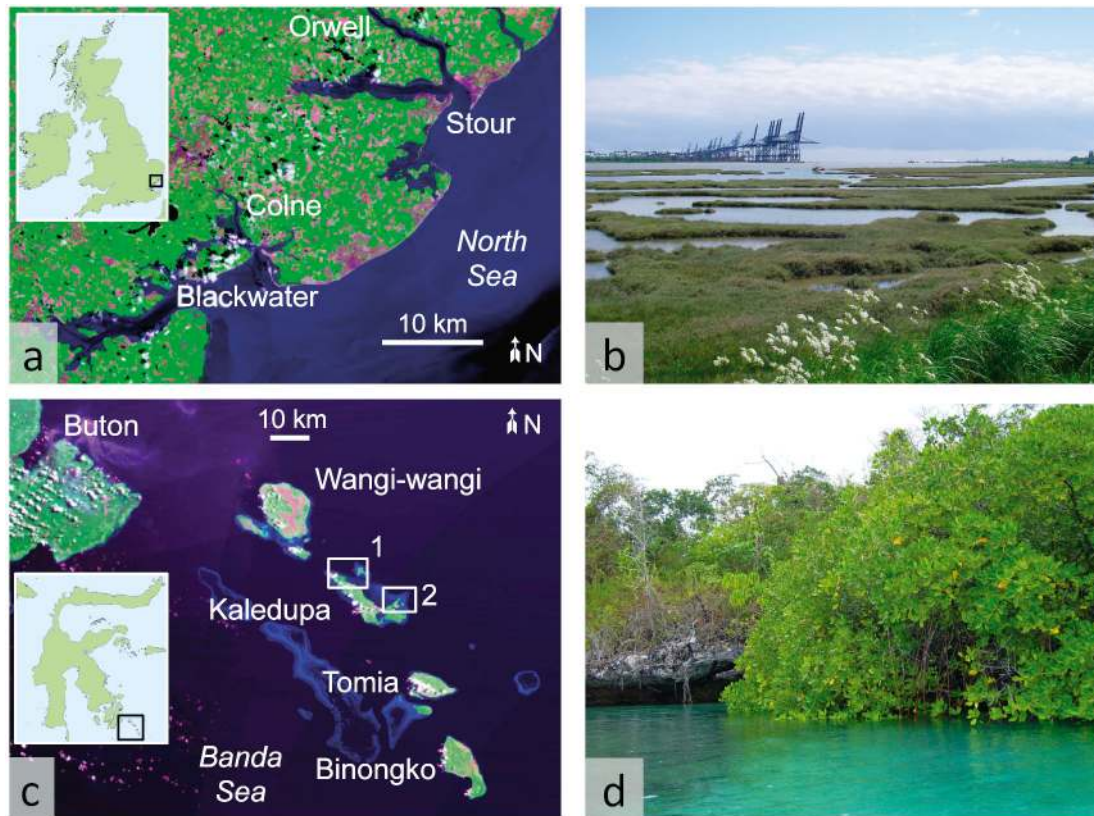 Orwell
Stour
Colne
North
Sea
Blackwater
10 km
N
a
b
Buton
10 km
N
Wangi-wangi
1
2
Kaledupa
Tomia
Banda
Sea
Binongko
c
d